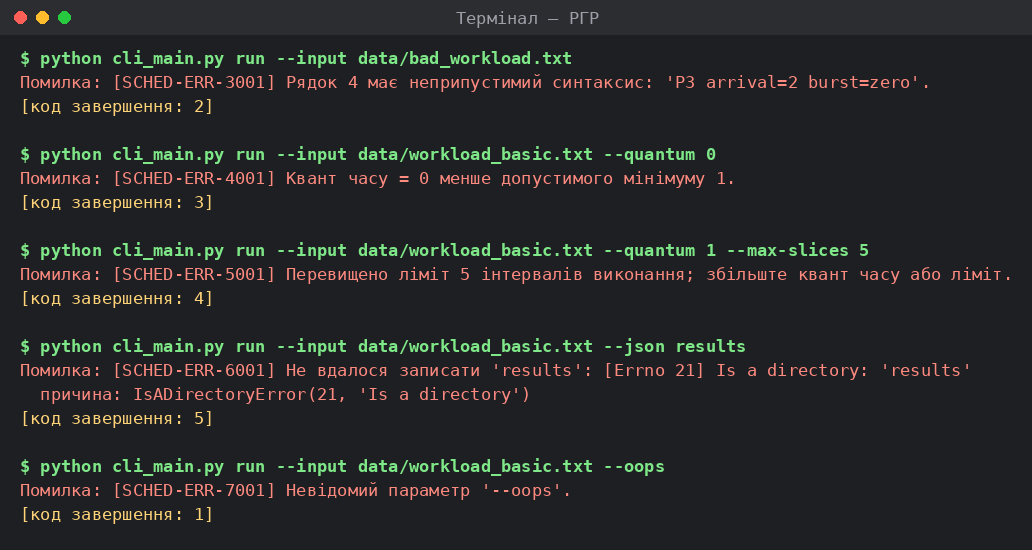 Термінал — РГР
$ python cli_main.py run --input data/bad_workload.txt
Помилка: [SCHED-ERR-3001] Рядок 4 має неприпустимий синтаксис: 'P3 arrival=2 burst=zero'.
[код завершення: 2]
$ python cli_main.py run --input data/workload_basic.txt --quantum 0
Помилка: [SCHED-ERR-4001] Квант часу = 0 менше допустимого мінімуму 1.
[код завершення: 3]
$ python cli_main.py run --input data/workload_basic.txt --quantum 1 --max-slices 5
Помилка: [SCHED-ERR-5001] Перевищено ліміт 5 інтервалів виконання; збільште квант часу або ліміт.
[код завершення: 4]
$ python cli_main.py run --input data/workload_basic.txt --json results
Помилка: [SCHED-ERR-6001] Не вдалося записати 'results': [Errno 21] Is a directory: 'results'
причина: IsADirectoryError(21, 'Is a directory')
[код завершення: 5]
$ python cli_main.py run --input data/workload_basic.txt --oops
Помилка: [SCHED-ERR-7001] Невідомий параметр '--oops'.
[код завершення: 1]